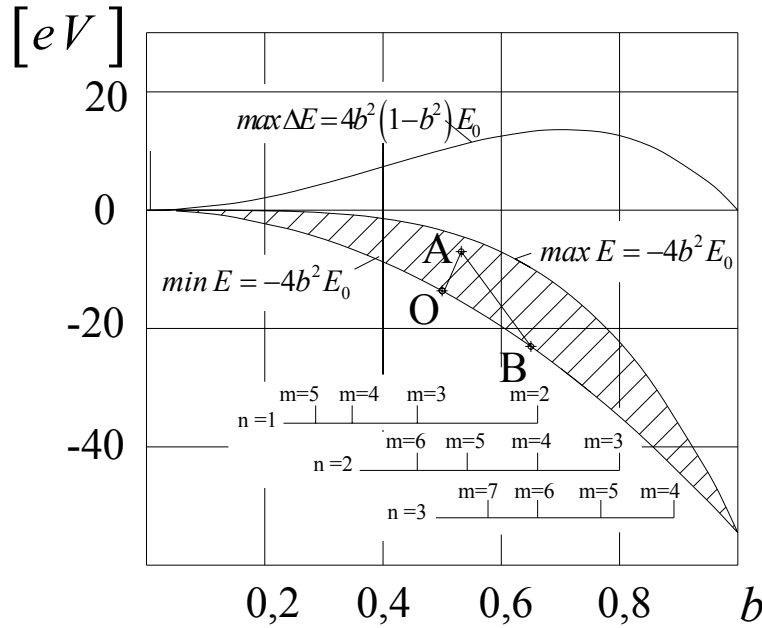 [eV]
20
max ΔE = 4b²(1−b²)E₀
0
A
max E = −4b²E₀
min E = −4b²E₀
O
-20
B
m=5 m=4 m=3 m=2
n=1
m=6 m=5 m=4 m=3
-40
n=2
m=7 m=6 m=5 m=4
n=3
0,2 0,4 0,6 0,8 b